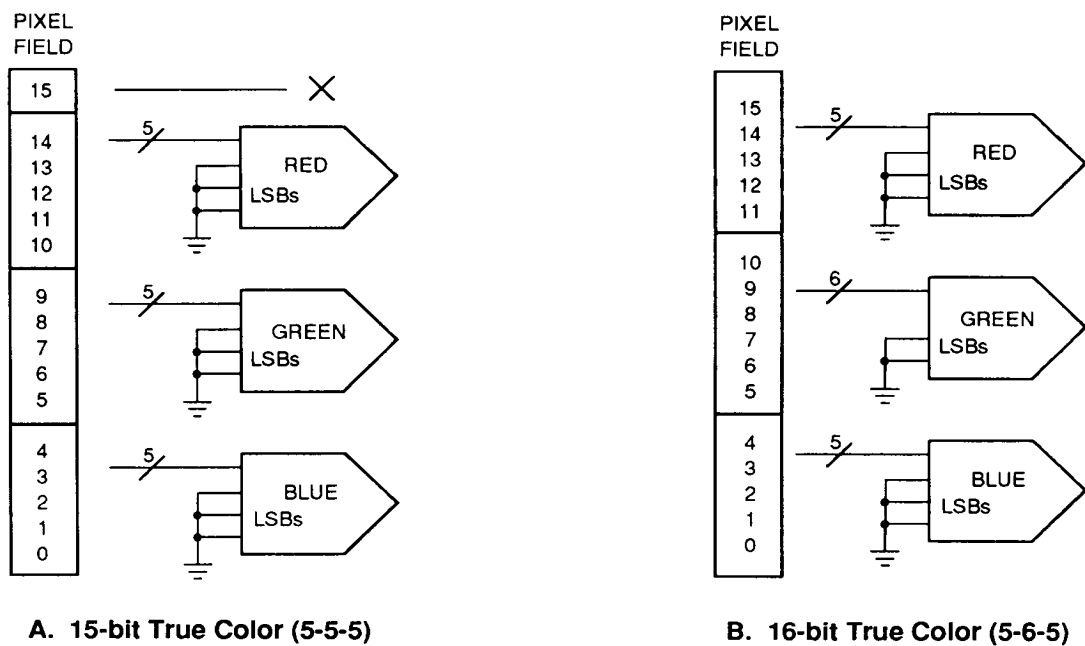 PIXEL
FIELD
15
14
13
12
11
10
9
8
7
6
5
4
3
2
1
0
5
RED
LSBs
5
GREEN
LSBs
5
BLUE
LSBs
A. 15-bit True Color (5-5-5)
PIXEL
FIELD
15
14
13
12
11
10
9
8
7
6
5
4
3
2
1
0
5
RED
LSBs
6
GREEN
LSBs
5
BLUE
LSBs
B. 16-bit True Color (5-6-5)